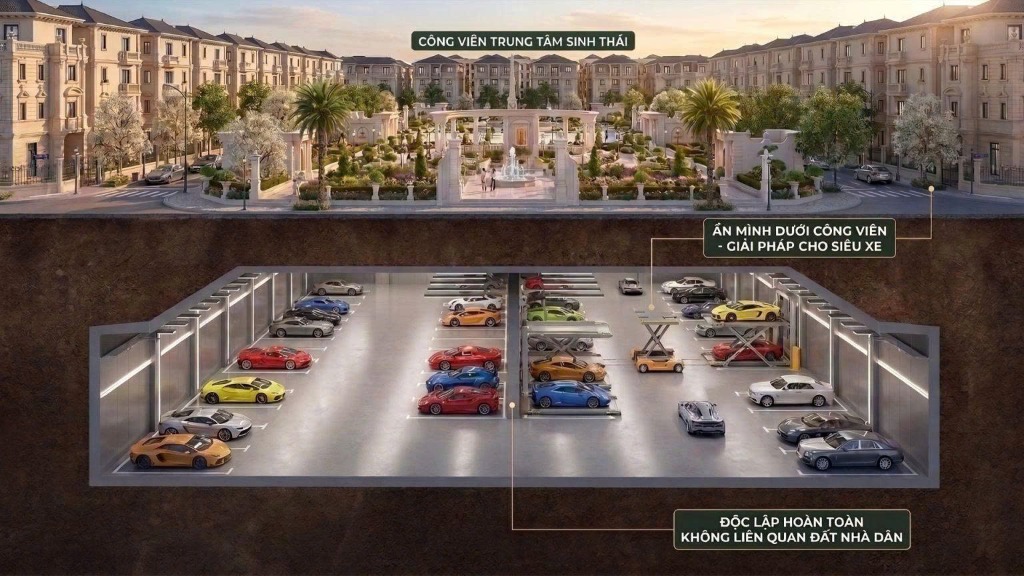 CÔNG VIÊN TRUNG TÂM SINH THÁI
ẨN MÌNH DƯỚI CÔNG VIÊN
- GIẢI PHÁP CHO SIÊU XE
ĐỘC LẬP HOÀN TOÀN
KHÔNG LIÊN QUAN ĐẤT NHÀ DÂN